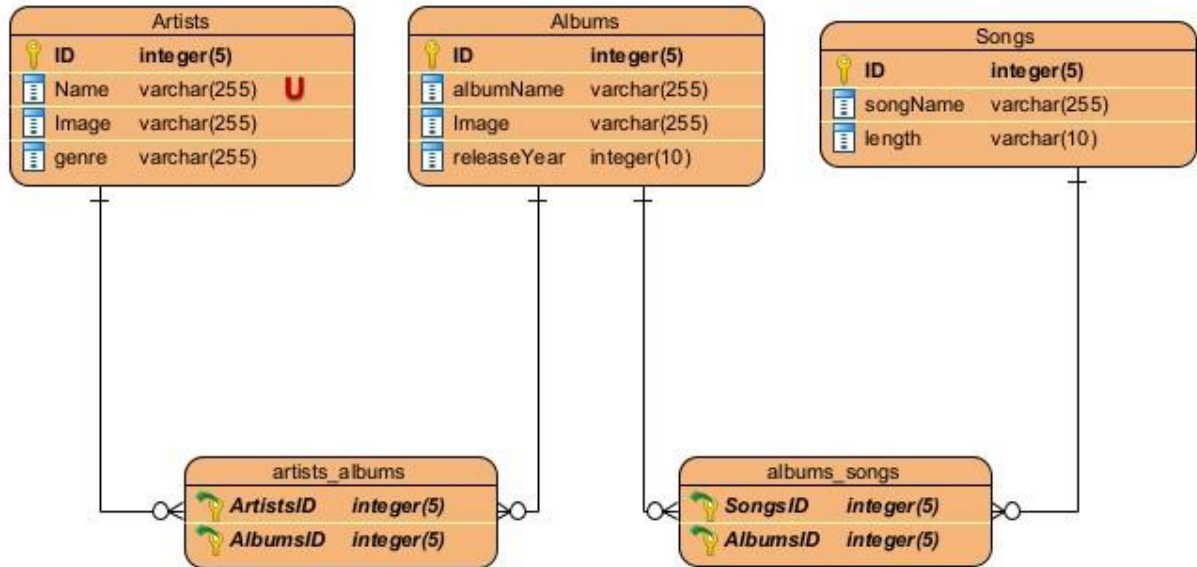 Artists
ID integer(5)
Name varchar(255) U
Image varchar(255)
genre varchar(255)
Albums
ID integer(5)
albumName varchar(255)
Image varchar(255)
releaseYear integer(10)
Songs
ID integer(5)
songName varchar(255)
length varchar(10)
artists_albums
ArtistsID integer(5)
AlbumsID integer(5)
albums_songs
SongsID integer(5)
AlbumsID integer(5)